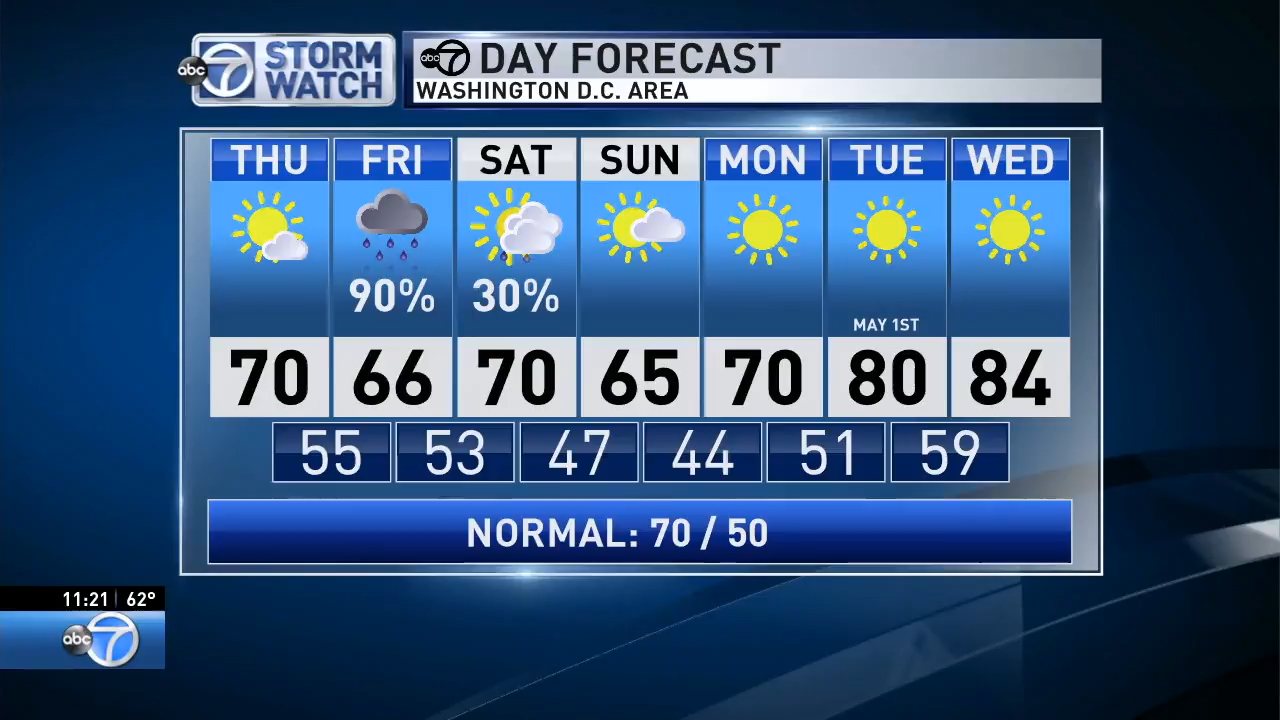 abc 7 STORM WATCH
abc 7 DAY FORECAST
WASHINGTON D.C. AREA
THU FRI SAT SUN MON TUE WED
90% 30%
MAY 1ST
70 66 70 65 70 80 84
55 53 47 44 51 59
NORMAL: 70 / 50
11:21 62°
abc 7